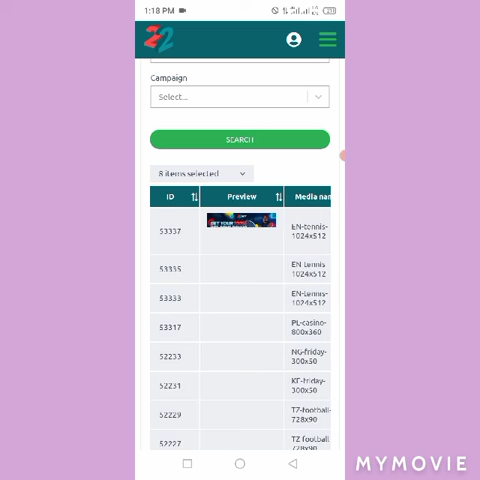 1:18 PM
22
Campaign
Select...
SEARCH
8 items selected
ID Preview Media nam
53337
EN-tennis-
1024x512
53335
EN-tennis-
1024x512
53333
EN-tennis-
1024x512
53317
PL-casino-
800x360
52233
NG-friday-
300x50
52231
KE-friday-
300x50
52229
TZ-football-
728x90
52227
TZ-football-
MYMOVIE